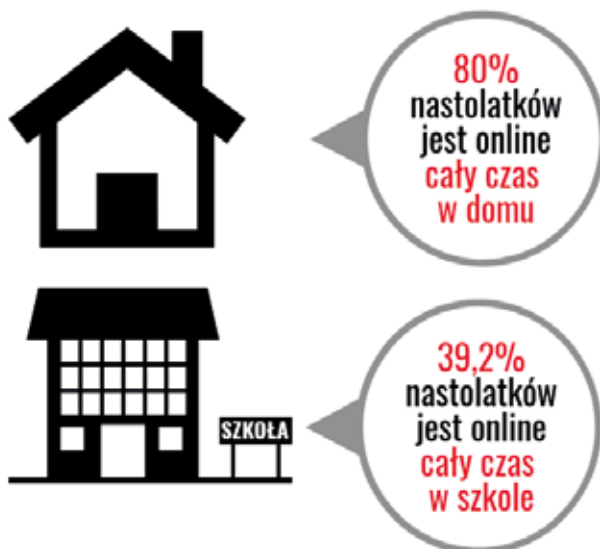 80%
nastolatków
jest online
cały czas
w domu
39,2%
nastolatków
jest online
cały czas
w szkole
SZKOŁA